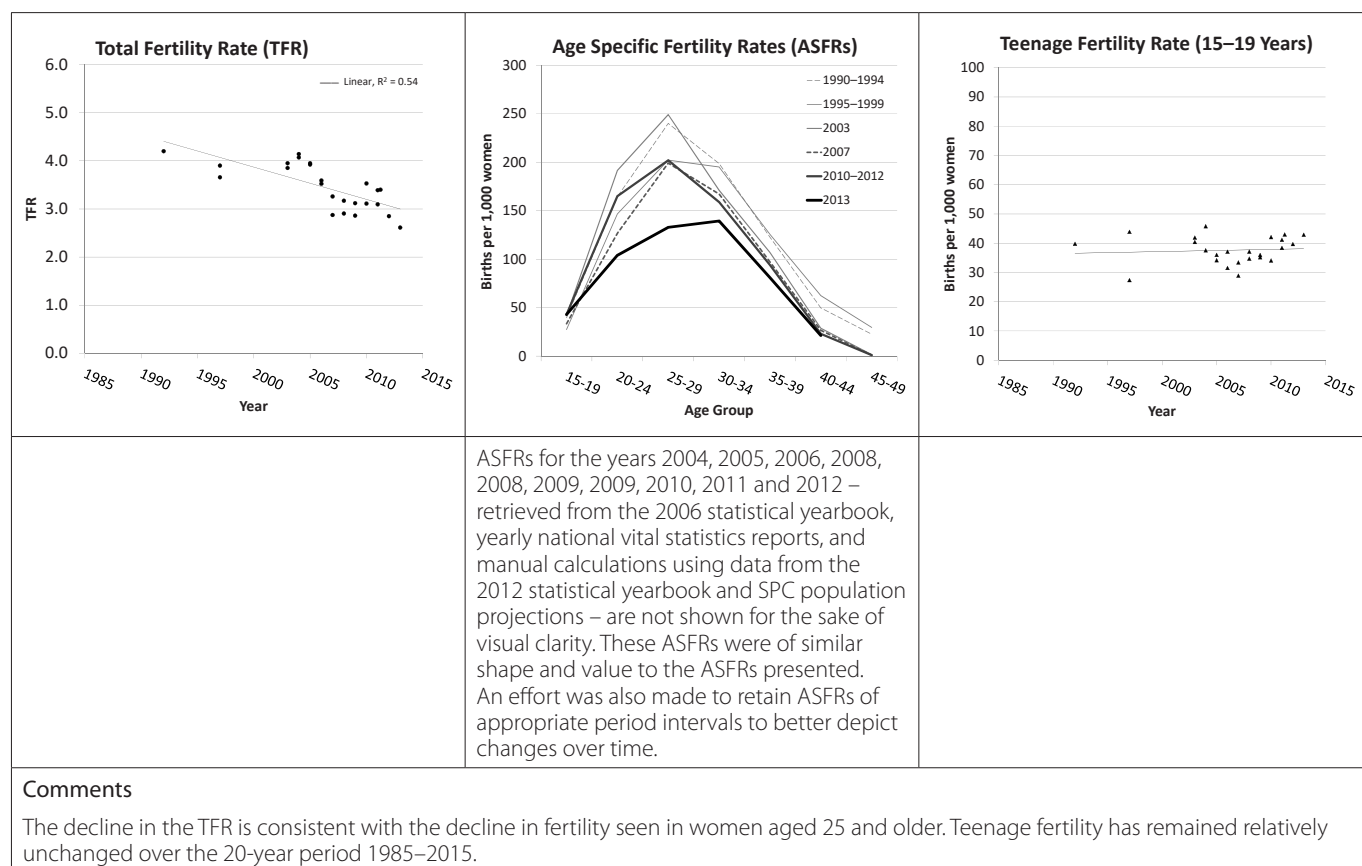 Total Fertility Rate (TFR)
6.0
5.0
4.0
3.0
2.0
1.0
0.0
TFR
Linear, R² = 0.54
1985
1990
1995
2000
2005
2010
2015
Year
Age Specific Fertility Rates (ASFRs)
300
250
200
150
100
50
0
Births per 1,000 women
1990–1994
1995–1999
2003
2007
2010–2012
2013
15-19
20-24
25-29
30-34
35-39
40-44
45-49
Age Group
Teenage Fertility Rate (15–19 Years)
100
90
80
70
60
50
40
30
20
10
0
Births per 1,000 women
1985
1990
1995
2000
2005
2010
2015
Year
ASFRs for the years 2004, 2005, 2006, 2008,
2008, 2009, 2009, 2010, 2011 and 2012 –
retrieved from the 2006 statistical yearbook,
yearly national vital statistics reports, and
manual calculations using data from the
2012 statistical yearbook and SPC population
projections – are not shown for the sake of
visual clarity. These ASFRs were of similar
shape and value to the ASFRs presented.
An effort was also made to retain ASFRs of
appropriate period intervals to better depict
changes over time.
Comments
The decline in the TFR is consistent with the decline in fertility seen in women aged 25 and older. Teenage fertility has remained relatively
unchanged over the 20-year period 1985–2015.